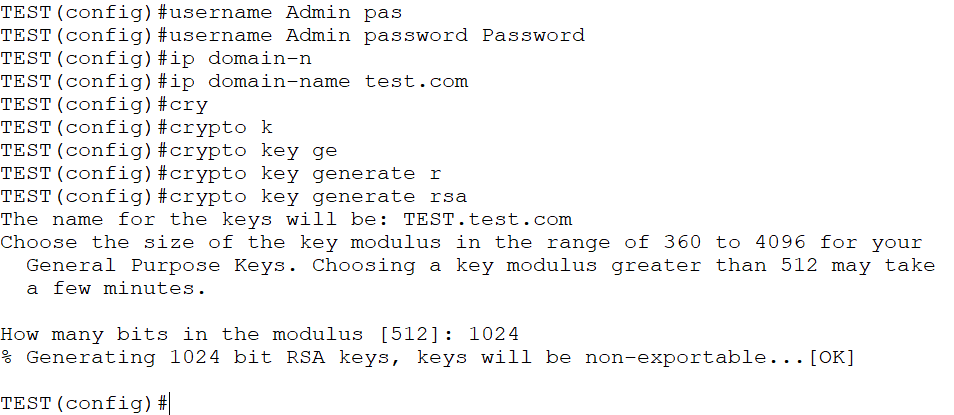 TEST(config)#username Admin pas
TEST(config)#username Admin password Password
TEST(config)#ip domain-n
TEST(config)#ip domain-name test.com
TEST(config)#cry
TEST(config)#crypto k
TEST(config)#crypto key ge
TEST(config)#crypto key generate r
TEST(config)#crypto key generate rsa
The name for the keys will be: TEST.test.com
Choose the size of the key modulus in the range of 360 to 4096 for your
  General Purpose Keys. Choosing a key modulus greater than 512 may take
  a few minutes.

How many bits in the modulus [512]: 1024
% Generating 1024 bit RSA keys, keys will be non-exportable...[OK]

TEST(config)#